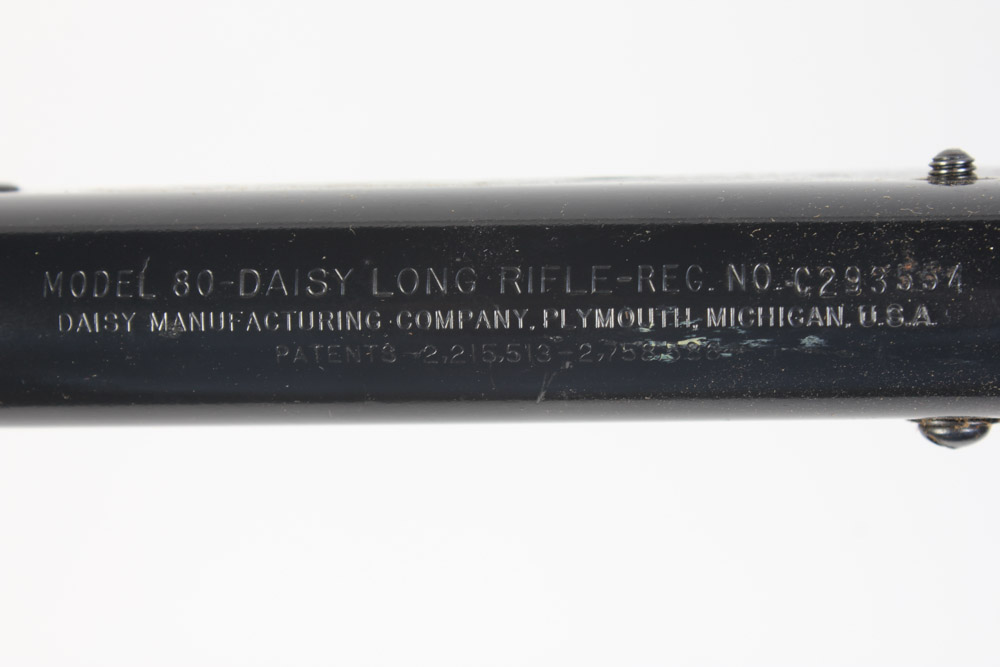 MODEL 80-DAISY LONG RIFLE-REG. NO.
DAISY MANUFACTURING COMPANY, PLYMOUTH, MICHIGAN, U.S.A.
PATENTS -2,215,513-